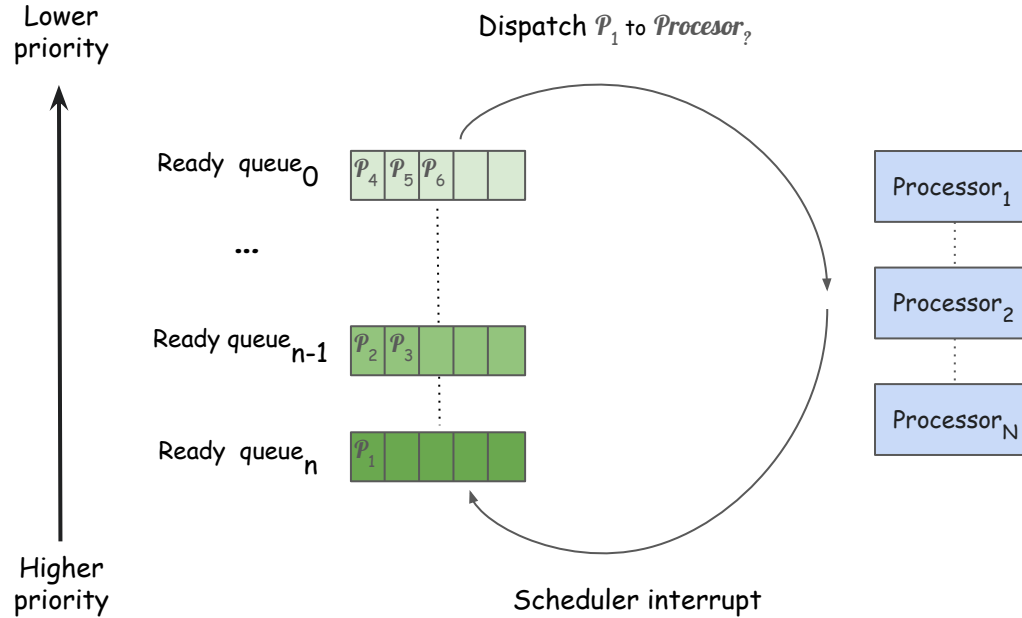 Lower
priority
Dispatch P₁ to Procesor?
Ready queue₀
P₄ P₅ P₆
Processor₁
...
Ready queueₙ₋₁
P₂ P₃
Processor₂
Ready queueₙ
P₁
Processor_N
Higher
priority
Scheduler interrupt